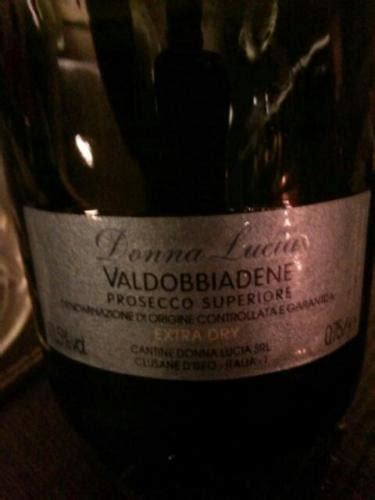 Donna Lucia
VALDOBBIADENE
PROSECCO SUPERIORE
DENOMINAZIONE DI ORIGINE CONTROLLATA E GARANTITA
EXTRA DRY
CANTINE DONNA LUCIA SRL
CLUSANE D'ISEO - ITALIA